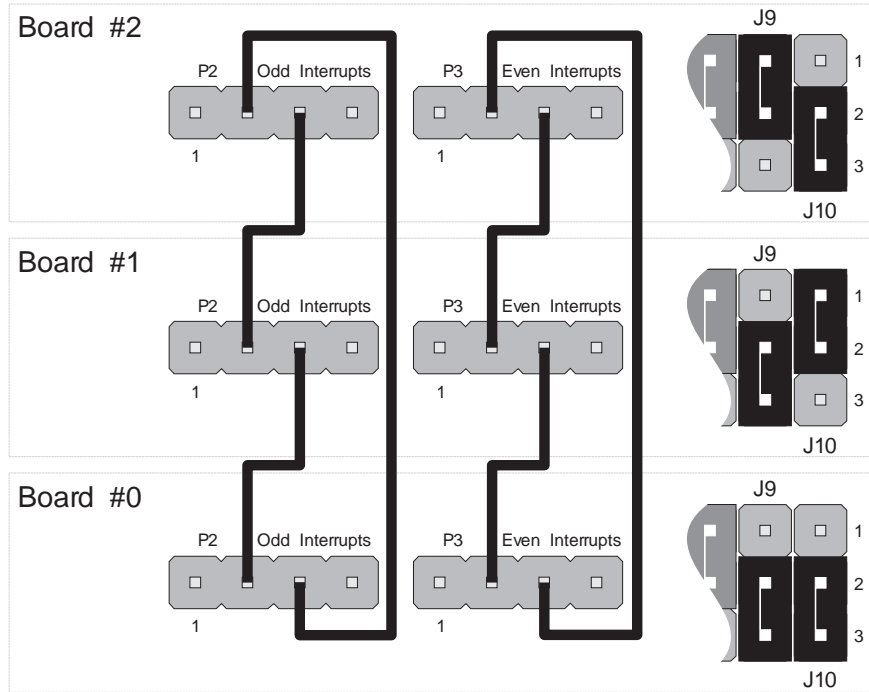 Board #2
J9
P2 Odd Interrupts
P3 Even Interrupts
1
2
3
1
1
J10
Board #1
J9
P2 Odd Interrupts
P3 Even Interrupts
1
2
3
1
1
J10
Board #0
J9
P2 Odd Interrupts
P3 Even Interrupts
1
2
3
1
1
J10